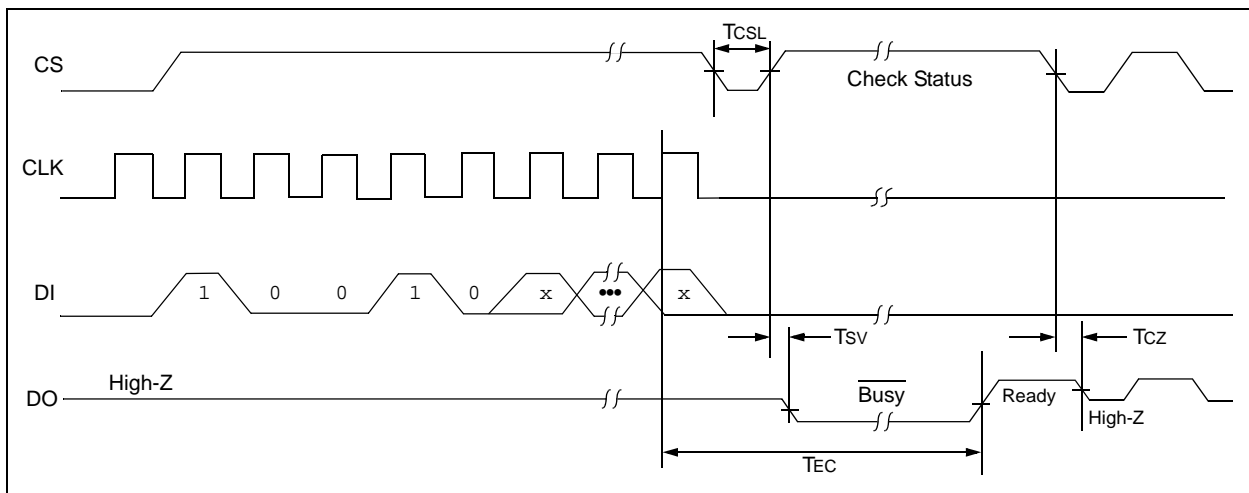 TCSL
CS
Check Status
CLK
DI
1 0 0 1 0 x ••• x
TSV
TCZ
High-Z
DO
Busy
Ready
High-Z
TEC